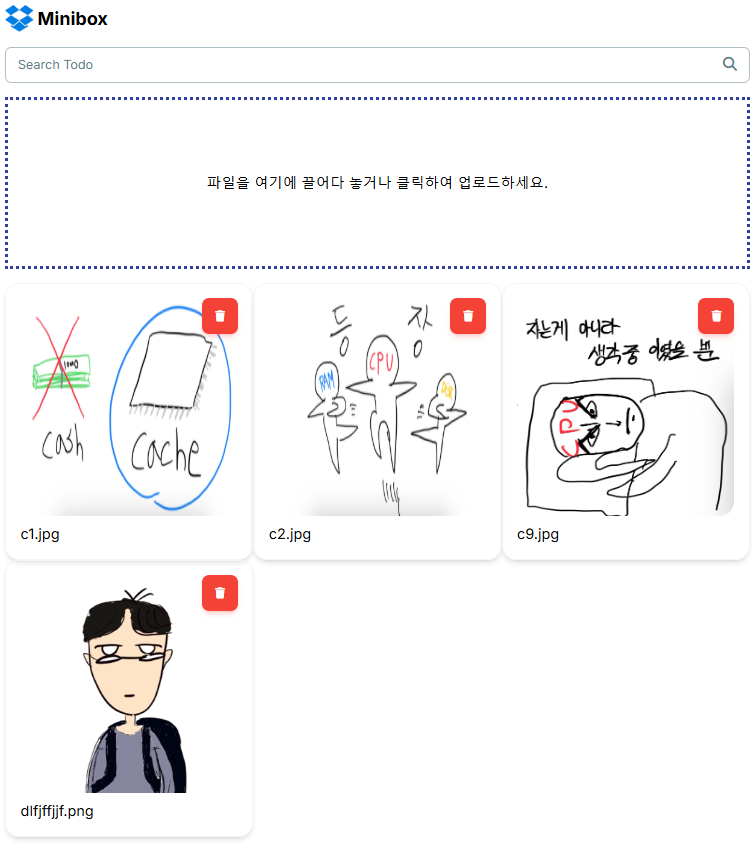 Minibox
Search Todo
파일을 여기에 끌어다 놓거나 클릭하여 업로드하세요.
1000
cash
cache
c1.jpg
등장
RAM
CPU
c2.jpg
자는게 아니라
생각중 이었을 뿐
CPU
c9.jpg
dlfjffjjf.png